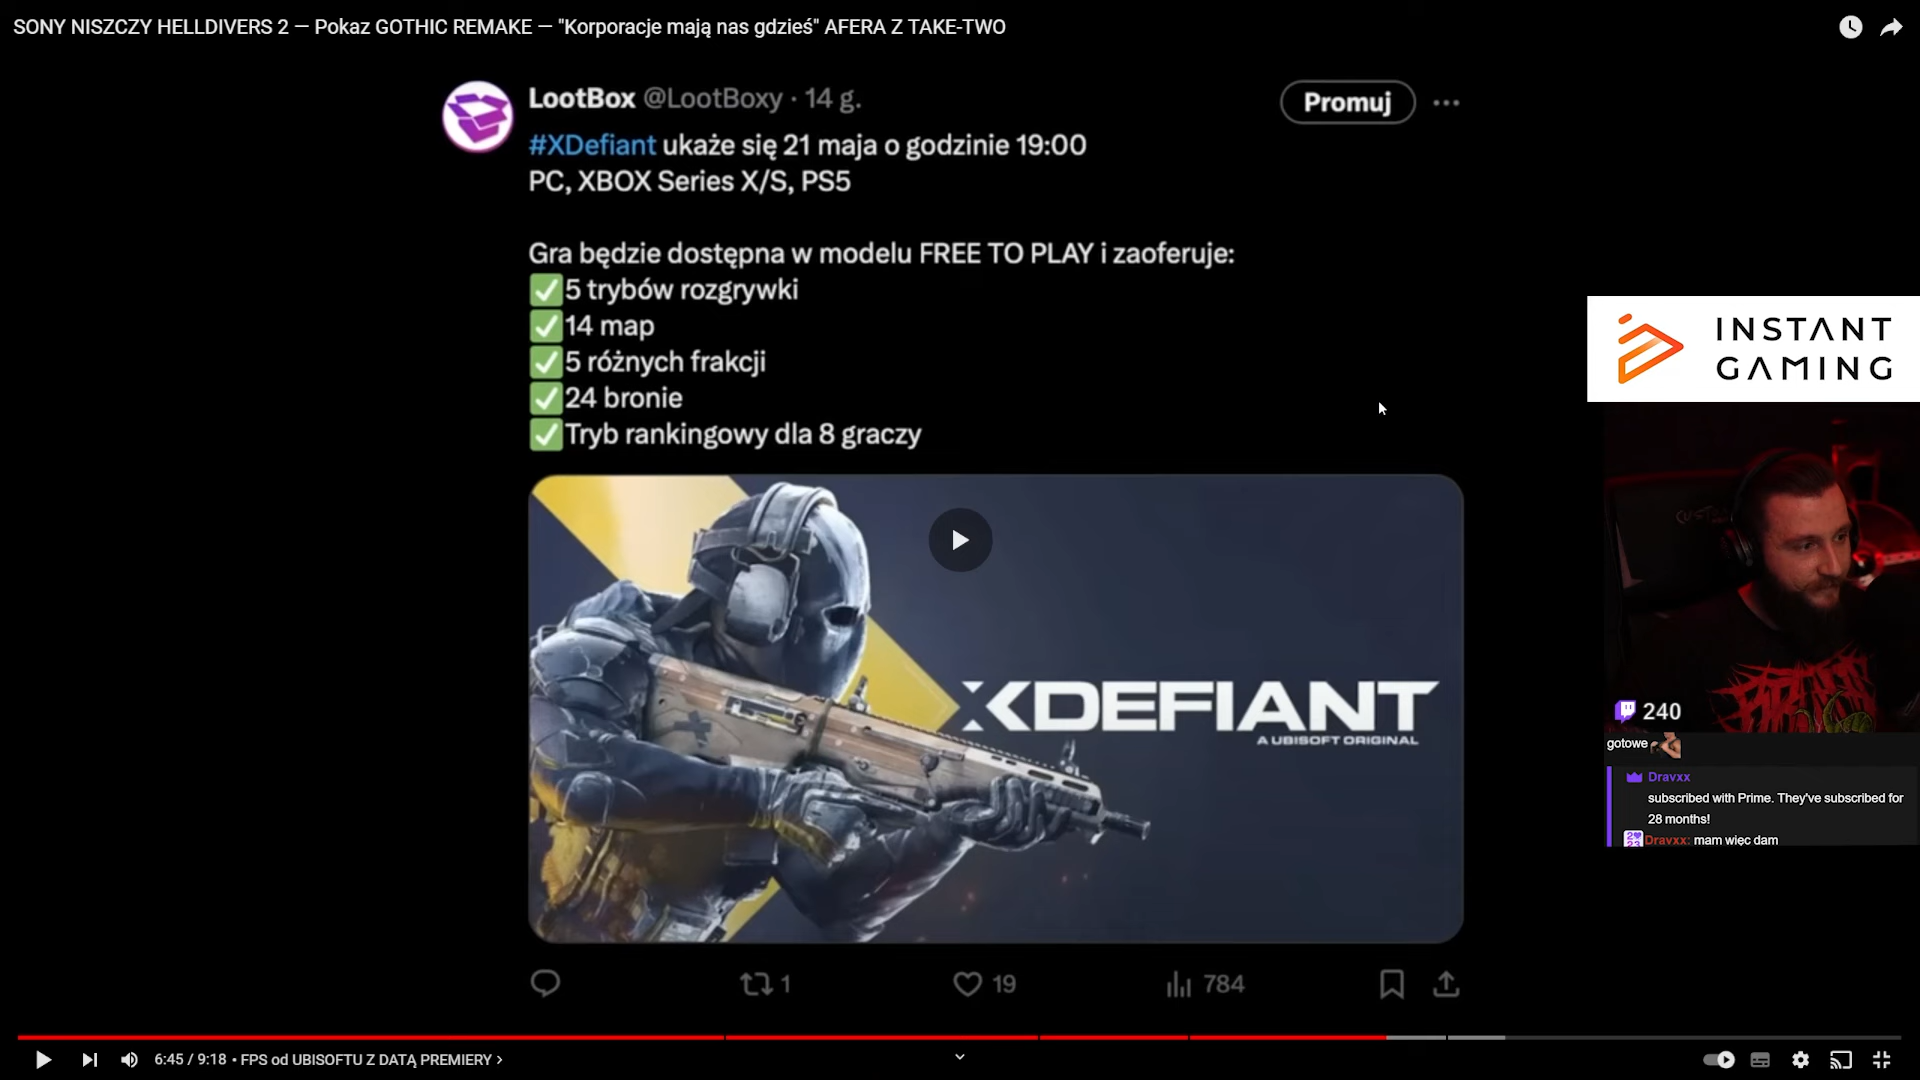 SONY NISZCZY HELLDIVERS 2 — Pokaz GOTHIC REMAKE — "Korporacje mają nas gdzieś" AFERA Z TAKE-TWO
LootBox @LootBoxy · 14 g.
Promuj
#XDefiant ukaże się 21 maja o godzinie 19:00
PC, XBOX Series X/S, PS5
Gra będzie dostępna w modelu FREE TO PLAY i zaoferuje:
✅5 trybów rozgrywki
✅14 map
✅5 różnych frakcji
✅24 bronie
✅Tryb rankingowy dla 8 graczy
INSTANT
GAMING
XDEFIANT
A UBISOFT ORIGINAL
240
gotowe
Dravxx
subscribed with Prime. They've subscribed for
28 months!
Dravxx: mam więc dam
1
19
784
6:45 / 9:18 • FPS od UBISOFTU Z DATĄ PREMIERY >